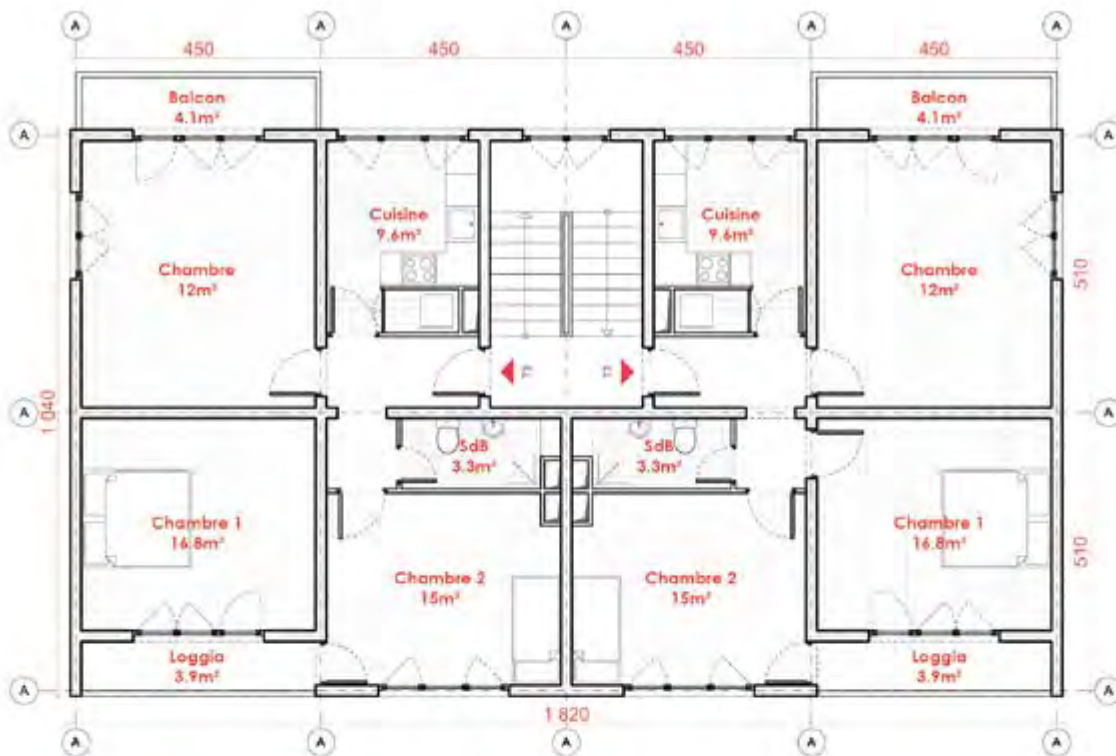 A A A A A
450 450 450 450
Balcon Balcon
4.1m² 4.1m²
A A
Cuisine Cuisine
9.6m² 9.6m²
Chambre Chambre
12m² 12m²
510
1 040
A A
SdB SdB
3.3m² 3.3m²
Chambre 1 Chambre 1
16.8m² 16.8m²
510
Chambre 2 Chambre 2
15m² 15m²
Loggia Loggia
3.9m² 3.9m²
A A
1 820
A A A A A